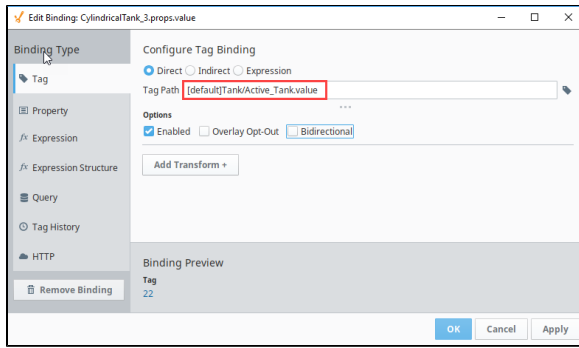 Edit Binding: CylindricalTank_3.props.value
Binding Type
Tag
Property
fx Expression
fx Expression Structure
Query
Tag History
HTTP
Remove Binding
Configure Tag Binding
Direct Indirect Expression
Tag Path [default]Tank/Active_Tank.value
Options
Enabled Overlay Opt-Out Bidirectional
Add Transform +
Binding Preview
Tag
22
OK Cancel Apply